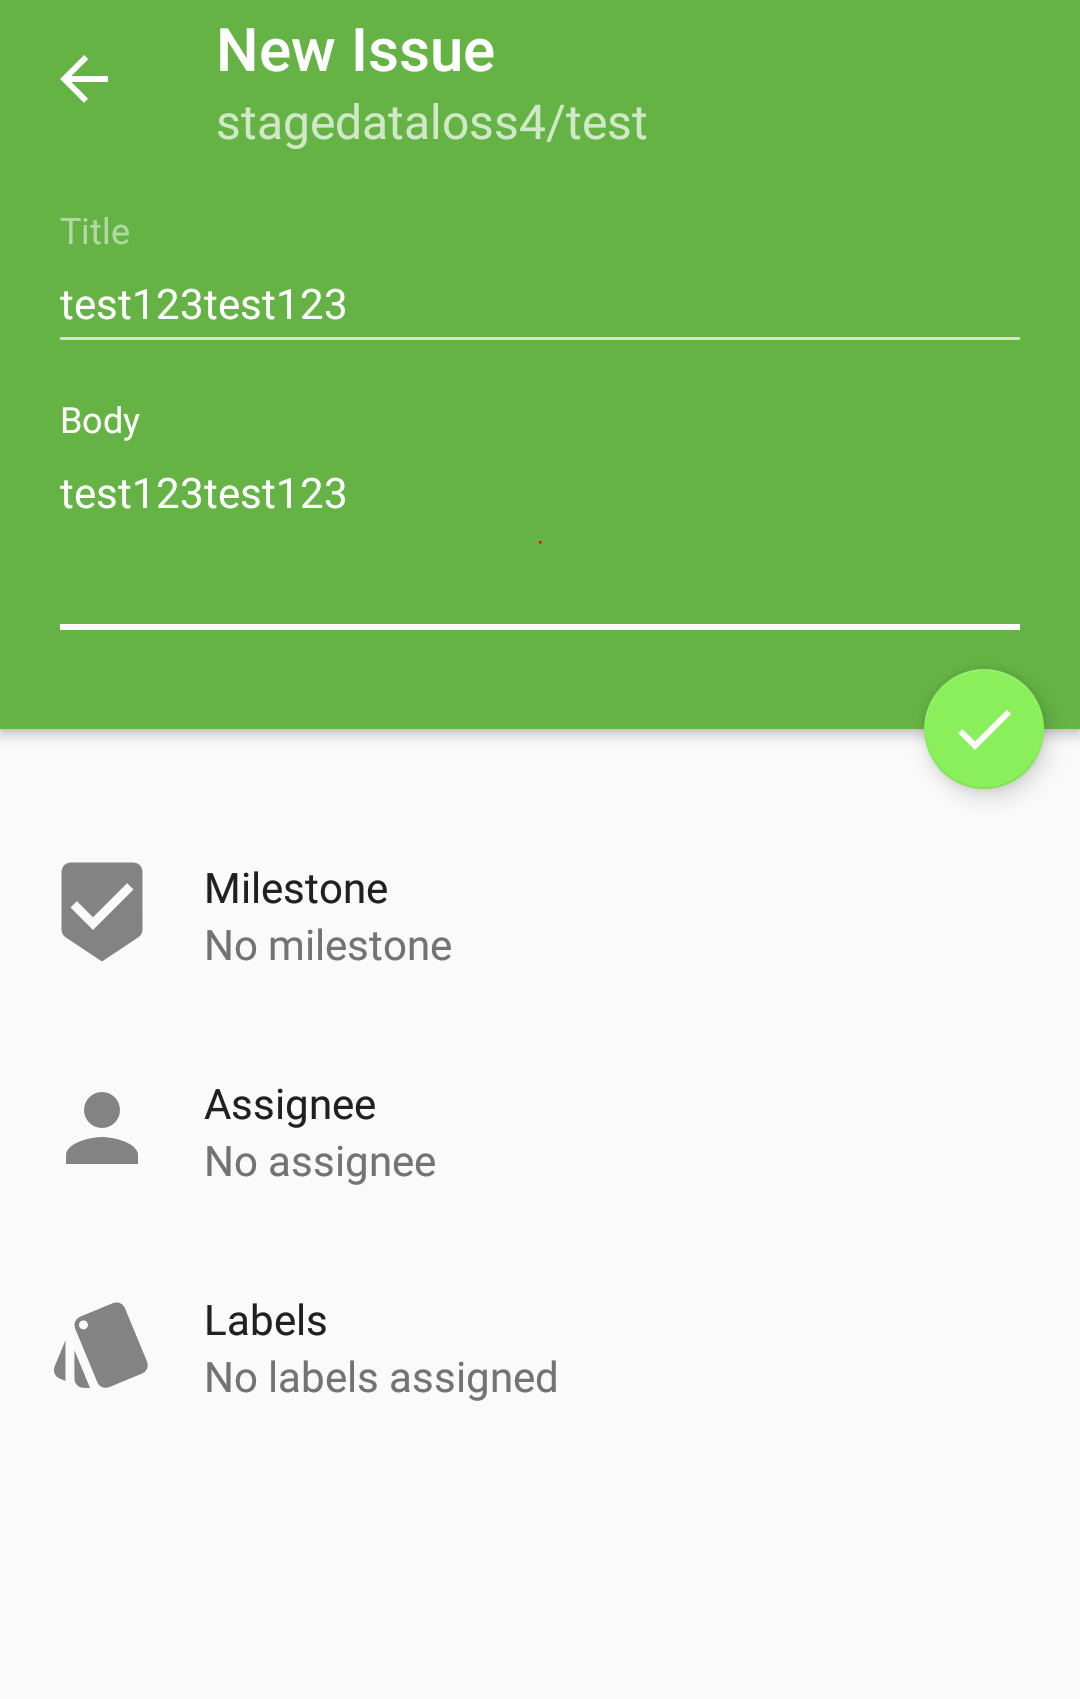 New Issue
stagedataloss4/test
Title
test123test123
Body
test123test123
Milestone
No milestone
Assignee
No assignee
Labels
No labels assigned